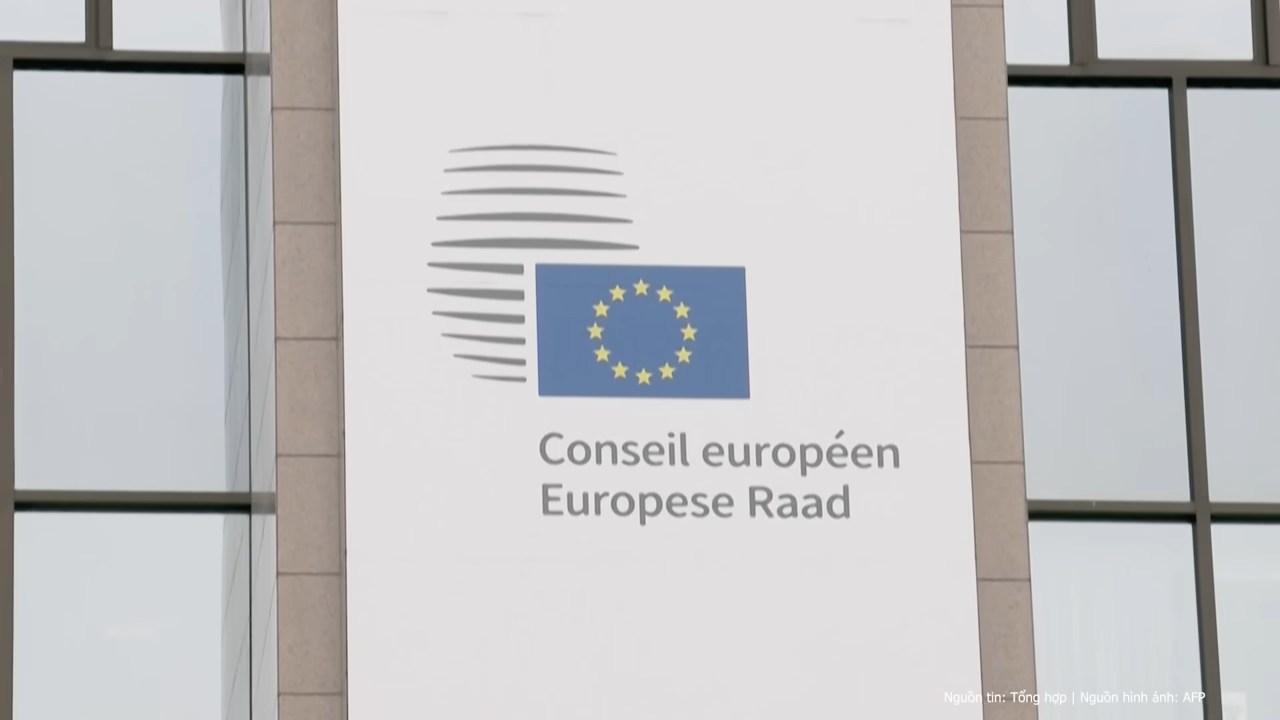 Conseil européen
Europese Raad
Nguồn tin: Tổng hợp | Nguồn hình ảnh: AFP